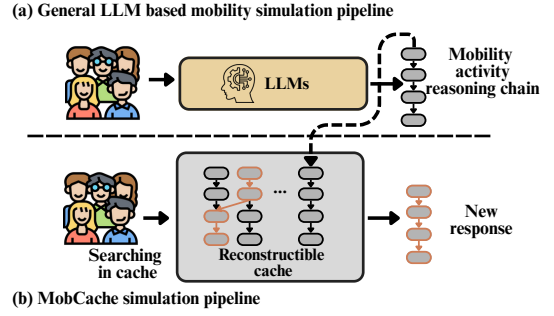 (a) General LLM based mobility simulation pipeline
LLMs
Mobility
activity
reasoning chain
...
Searching
in cache
Reconstructible
cache
New
response
(b) MobCache simulation pipeline